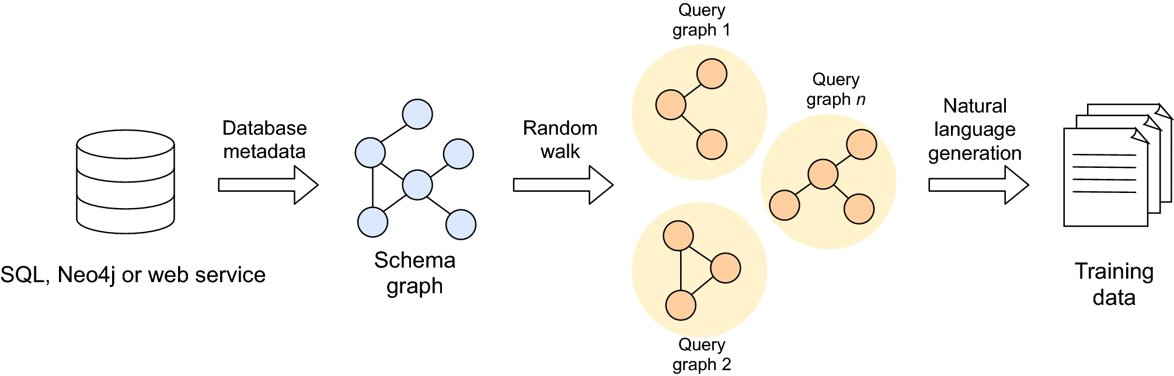 SQL, Neo4j or web service
Database
metadata
Schema
graph
Random
walk
Query
graph 1
Query
graph n
Query
graph 2
Natural
language
generation
Training
data